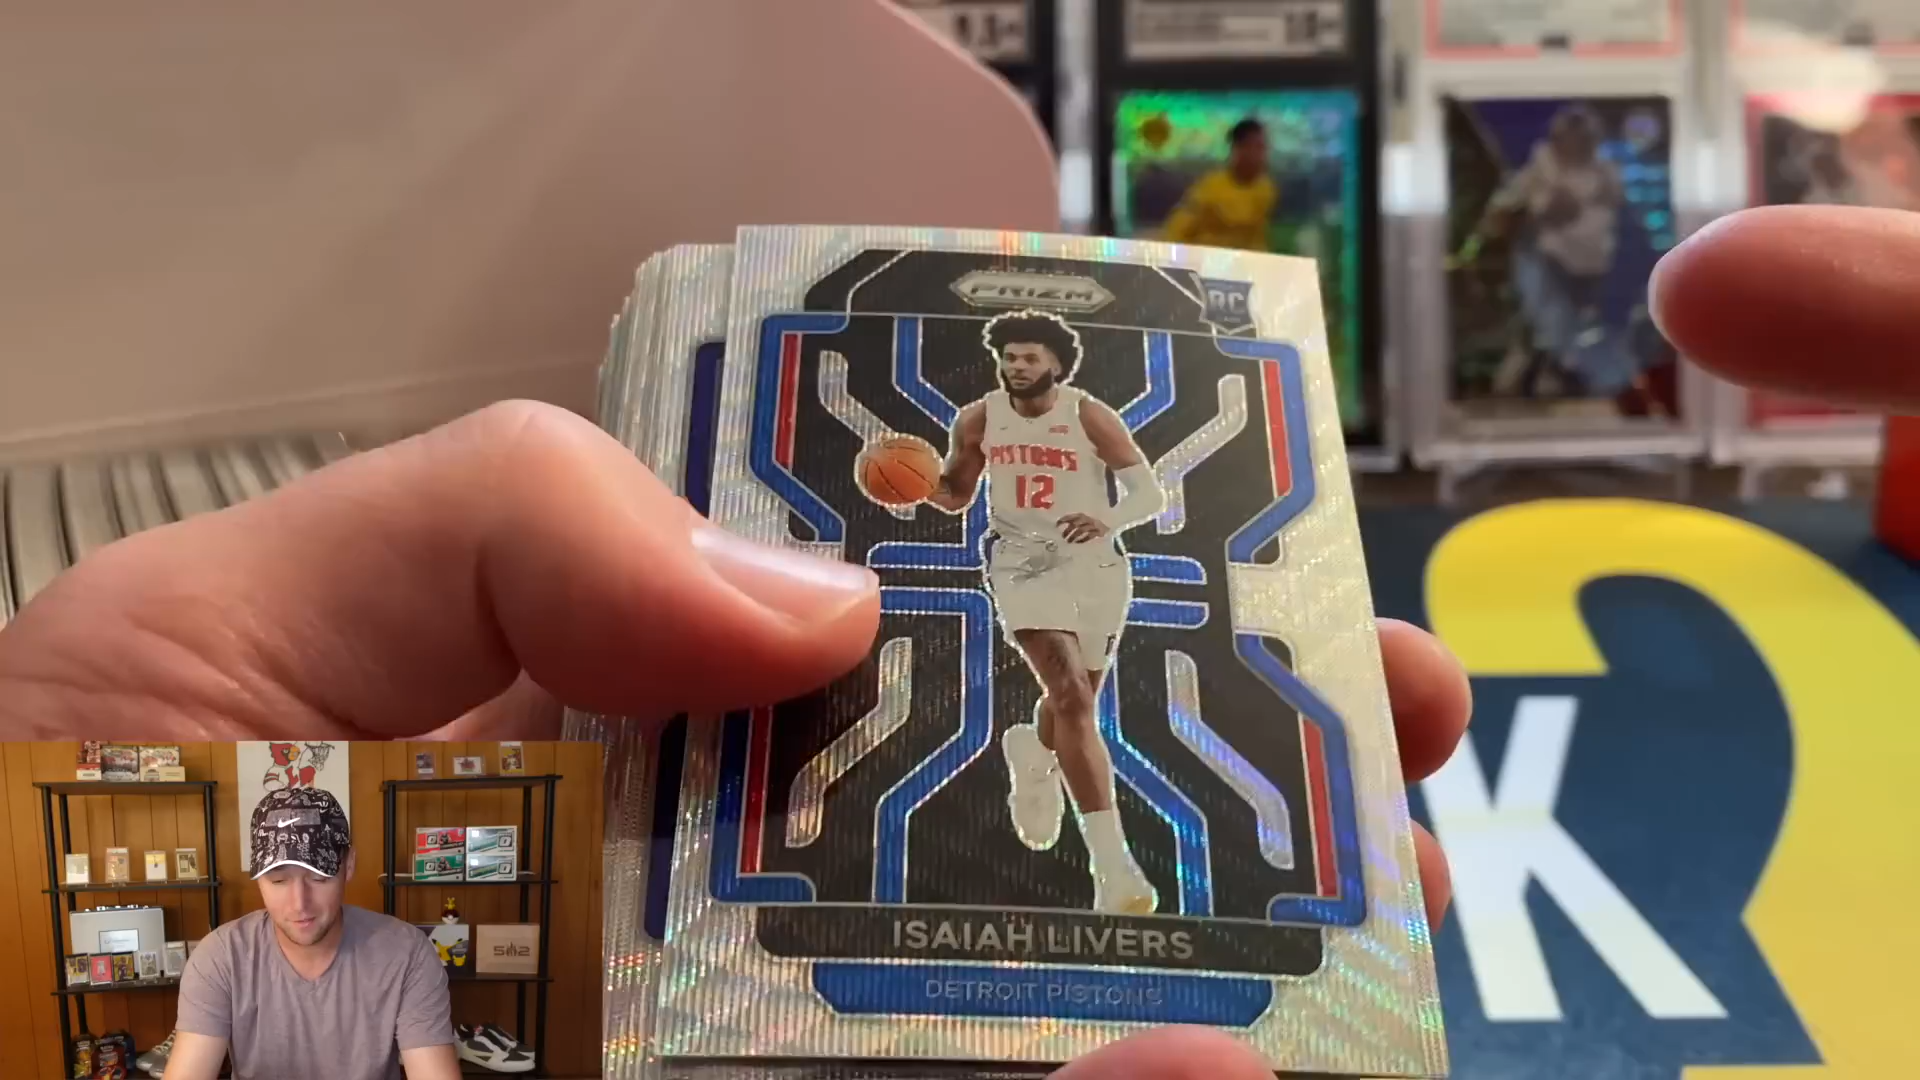 PRIZM
RC
PISTONS
12
ISAIAH LIVERS
DETROIT PISTONS
K